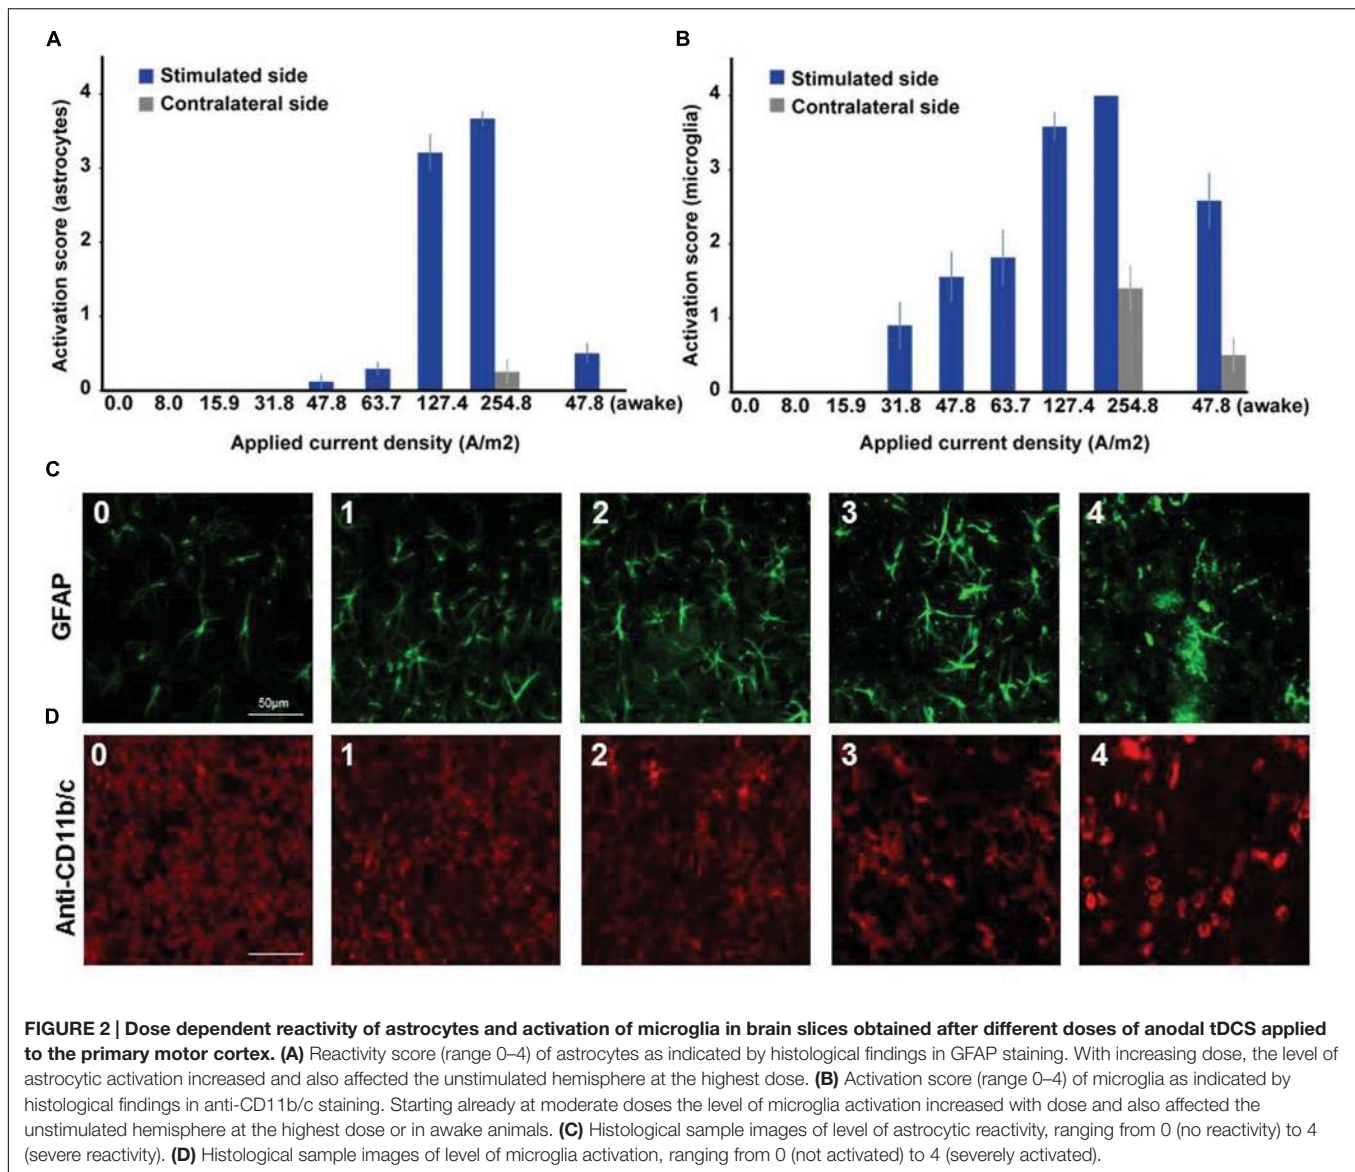 A
Stimulated side
Contralateral side
Activation score (astrocytes)
4
3
2
1
0
0.0 8.0 15.9 31.8 47.8 63.7 127.4 254.8 47.8 (awake)
Applied current density (A/m2)
B
Stimulated side
Contralateral side
Activation score (microglia)
4
3
2
1
0
0.0 8.0 15.9 31.8 47.8 63.7 127.4 254.8 47.8 (awake)
Applied current density (A/m2)
C
GFAP
0 1 2 3 4
50µm
D
Anti-CD11b/c
0 1 2 3 4
FIGURE 2 | Dose dependent reactivity of astrocytes and activation of microglia in brain slices obtained after different doses of anodal tDCS applied
to the primary motor cortex. (A) Reactivity score (range 0–4) of astrocytes as indicated by histological findings in GFAP staining. With increasing dose, the level of
astrocytic activation increased and also affected the unstimulated hemisphere at the highest dose. (B) Activation score (range 0–4) of microglia as indicated by
histological findings in anti-CD11b/c staining. Starting already at moderate doses the level of microglia activation increased with dose and also affected the
unstimulated hemisphere at the highest dose or in awake animals. (C) Histological sample images of level of astrocytic reactivity, ranging from 0 (no reactivity) to 4
(severe reactivity). (D) Histological sample images of level of microglia activation, ranging from 0 (not activated) to 4 (severely activated).